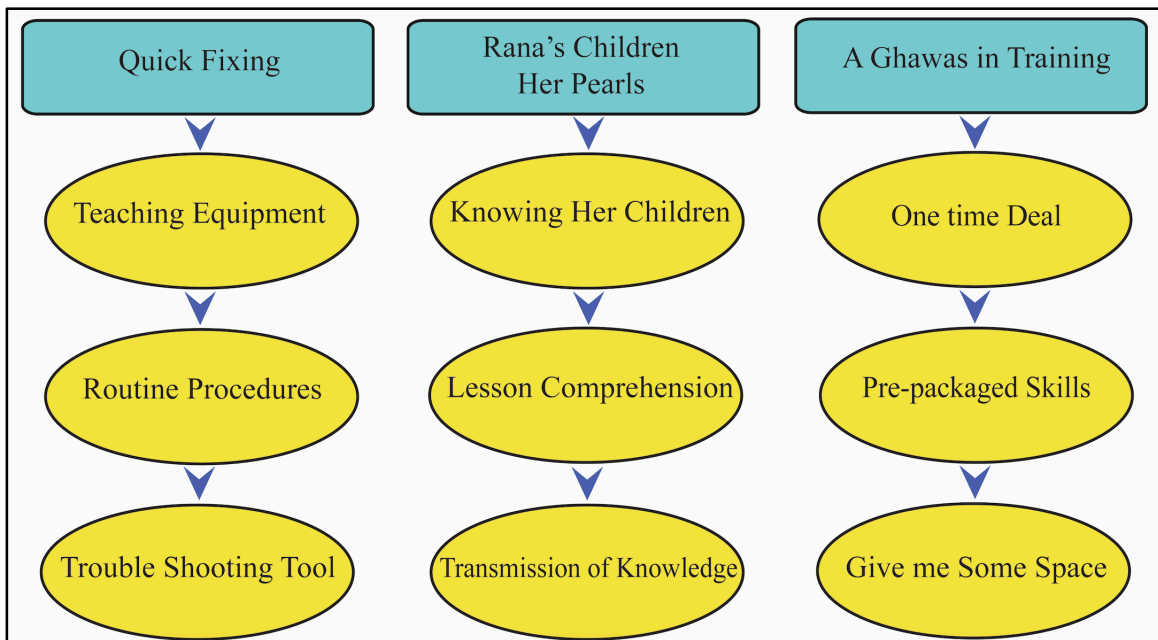 Quick Fixing
Teaching Equipment
Routine Procedures
Trouble Shooting Tool
Rana’s Children
Her Pearls
Knowing Her Children
Lesson Comprehension
Transmission of Knowledge
A Ghawas in Training
One time Deal
Pre-packaged Skills
Give me Some Space